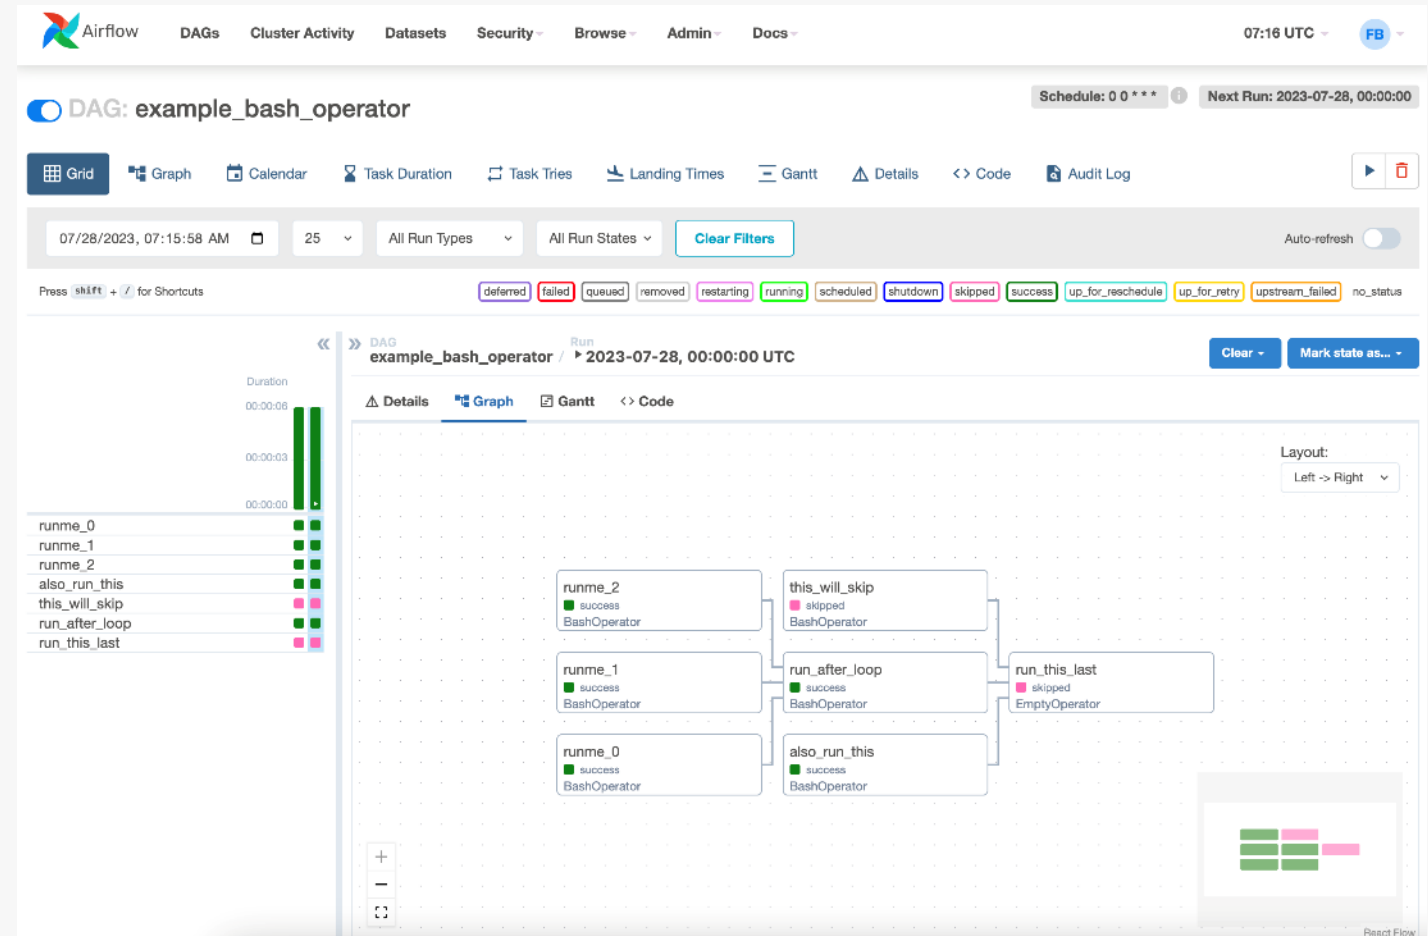 Airflow DAGs Cluster Activity Datasets Security Browse Admin Docs 07:16 UTC FB
DAG: example_bash_operator
Schedule: 0 0 * * * Next Run: 2023-07-28, 00:00:00
Grid Graph Calendar Task Duration Task Tries Landing Times Gantt Details <> Code Audit Log
07/28/2023, 07:15:58 AM 25 All Run Types All Run States Clear Filters Auto-refresh
Press shift + / for Shortcuts
deferred failed queued removed restarting running scheduled shutdown skipped success up_for_reschedule up_for_retry upstream_failed no_status
DAG Run
example_bash_operator / 2023-07-28, 00:00:00 UTC
Clear Mark state as...
Duration
00:00:06
00:00:03
00:00:00
runme_0
runme_1
runme_2
also_run_this
this_will_skip
run_after_loop
run_this_last
Details Graph Gantt <> Code
Layout:
Left -> Right
runme_2
success
BashOperator
this_will_skip
skipped
BashOperator
runme_1
success
BashOperator
run_after_loop
success
BashOperator
run_this_last
skipped
EmptyOperator
runme_0
success
BashOperator
also_run_this
success
BashOperator
React Flow